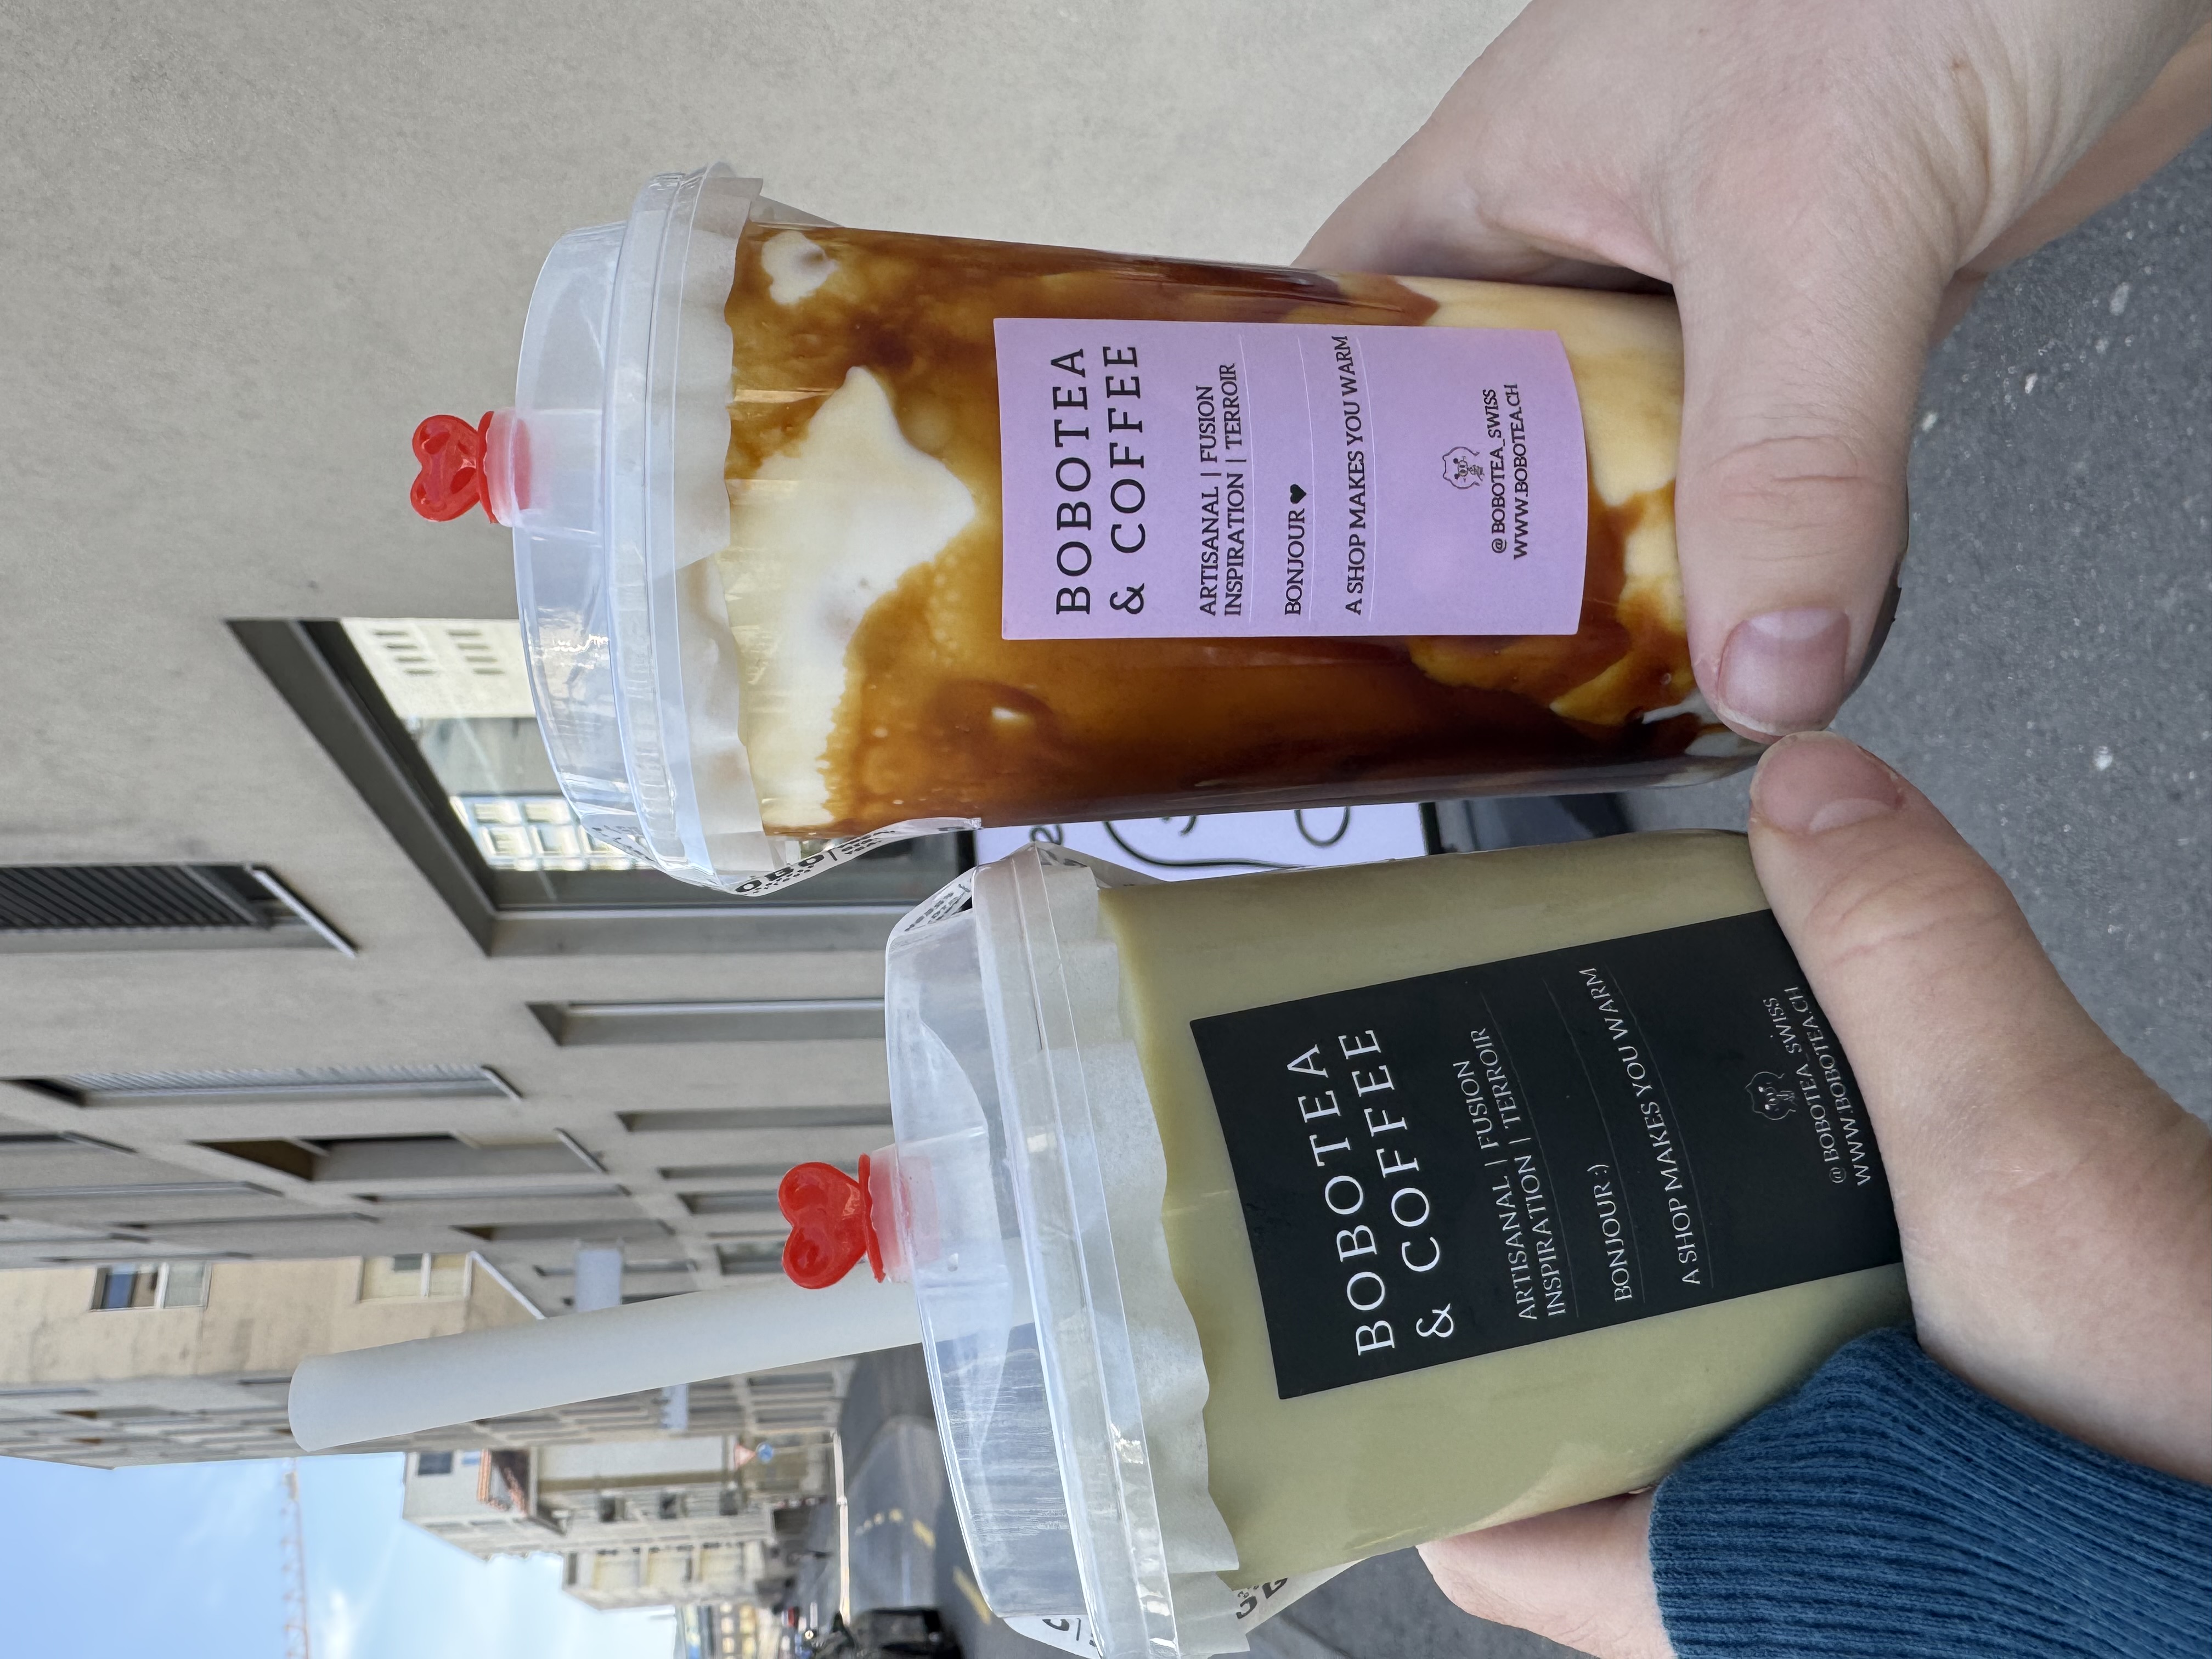 BOBOTEA
& COFFEE
ARTISANAL | FUSION
INSPIRATION | TERROIR
BONJOUR :)
A SHOP MAKES YOU WARM
@BOBOTEA_SWISS
WWW.BOBOTEA.CH
BOBOTEA
& COFFEE
ARTISANAL | FUSION
INSPIRATION | TERROIR
BONJOUR ♥
A SHOP MAKES YOU WARM
@BOBOTEA_SWISS
WWW.BOBOTEA.CH